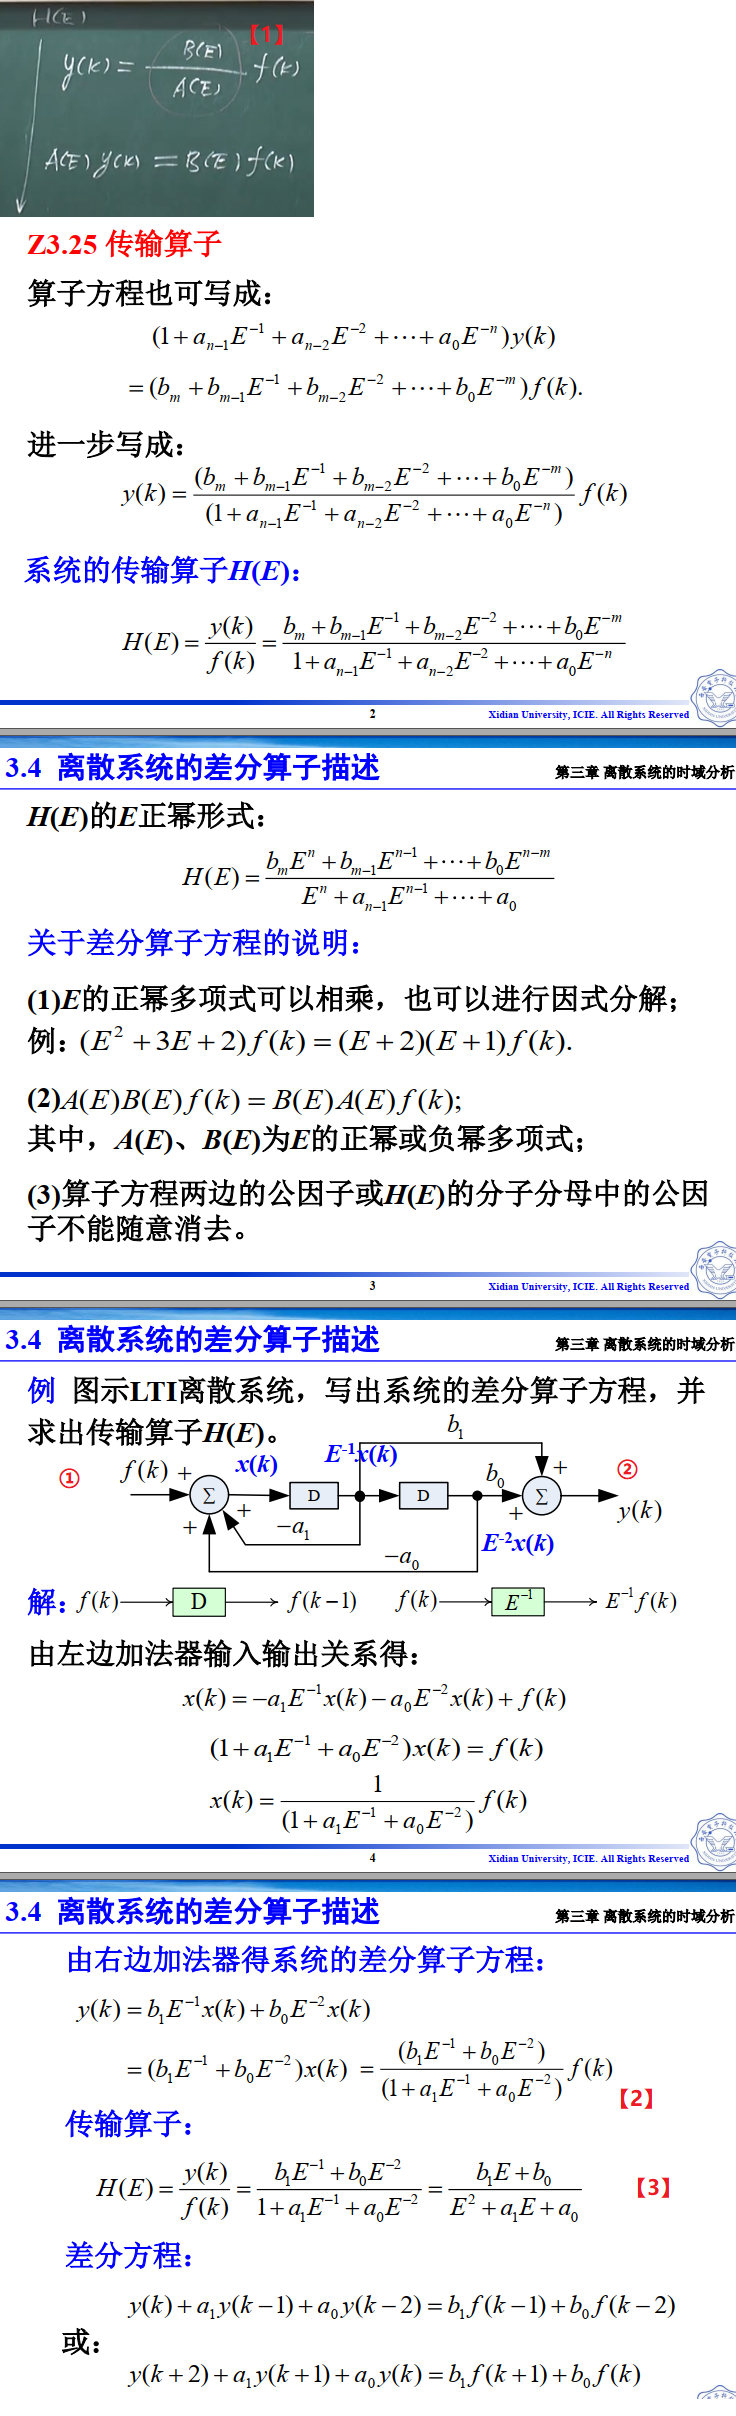 H(E)
【1】
y(k) = B(E)/A(E) f(k)
A(E) y(k) = B(E) f(k)
Z3.25 传输算子
算子方程也可写成：
(1+a_{n-1}E^{-1}+a_{n-2}E^{-2}+⋯+a_0E^{-n})y(k)
=(b_m+b_{m-1}E^{-1}+b_{m-2}E^{-2}+⋯+b_0E^{-m})f(k).
进一步写成：
y(k)=(b_m+b_{m-1}E^{-1}+b_{m-2}E^{-2}+⋯+b_0E^{-m})/(1+a_{n-1}E^{-1}+a_{n-2}E^{-2}+⋯+a_0E^{-n}) f(k)
系统的传输算子H(E)：
H(E)=y(k)/f(k)=(b_m+b_{m-1}E^{-1}+b_{m-2}E^{-2}+⋯+b_0E^{-m})/(1+a_{n-1}E^{-1}+a_{n-2}E^{-2}+⋯+a_0E^{-n})
2 Xidian University, ICIE. All Rights Reserved
3.4 离散系统的差分算子描述 第三章 离散系统的时域分析
H(E)的E正幂形式：
H(E)=(b_mE^n+b_{m-1}E^{n-1}+⋯+b_0E^{n-m})/(E^n+a_{n-1}E^{n-1}+⋯+a_0)
关于差分算子方程的说明：
(1)E的正幂多项式可以相乘，也可以进行因式分解；
例：(E^2+3E+2)f(k)=(E+2)(E+1)f(k).
(2)A(E)B(E)f(k)=B(E)A(E)f(k);
其中，A(E)、B(E)为E的正幂或负幂多项式；
(3)算子方程两边的公因子或H(E)的分子分母中的公因
子不能随意消去。
3 Xidian University, ICIE. All Rights Reserved
3.4 离散系统的差分算子描述 第三章 离散系统的时域分析
例 图示LTI离散系统，写出系统的差分算子方程，并
求出传输算子H(E)。
b_1
① f(k) + x(k) E^{-1}x(k) b_0 + ②
Σ D D Σ
+ + −a_1 + y(k)
−a_0 E^{-2}x(k)
解：f(k) D f(k−1) f(k) E^{-1} E^{-1}f(k)
由左边加法器输入输出关系得：
x(k)=−a_1E^{-1}x(k)−a_0E^{-2}x(k)+f(k)
(1+a_1E^{-1}+a_0E^{-2})x(k)=f(k)
x(k)=1/(1+a_1E^{-1}+a_0E^{-2}) f(k)
4 Xidian University, ICIE. All Rights Reserved
3.4 离散系统的差分算子描述 第三章 离散系统的时域分析
由右边加法器得系统的差分算子方程：
y(k)=b_1E^{-1}x(k)+b_0E^{-2}x(k)
=(b_1E^{-1}+b_0E^{-2})x(k)=(b_1E^{-1}+b_0E^{-2})/(1+a_1E^{-1}+a_0E^{-2}) f(k)
【2】
传输算子：
H(E)=y(k)/f(k)=(b_1E^{-1}+b_0E^{-2})/(1+a_1E^{-1}+a_0E^{-2})=(b_1E+b_0)/(E^2+a_1E+a_0) 【3】
差分方程：
y(k)+a_1y(k−1)+a_0y(k−2)=b_1f(k−1)+b_0f(k−2)
或：
y(k+2)+a_1y(k+1)+a_0y(k)=b_1f(k+1)+b_0f(k)